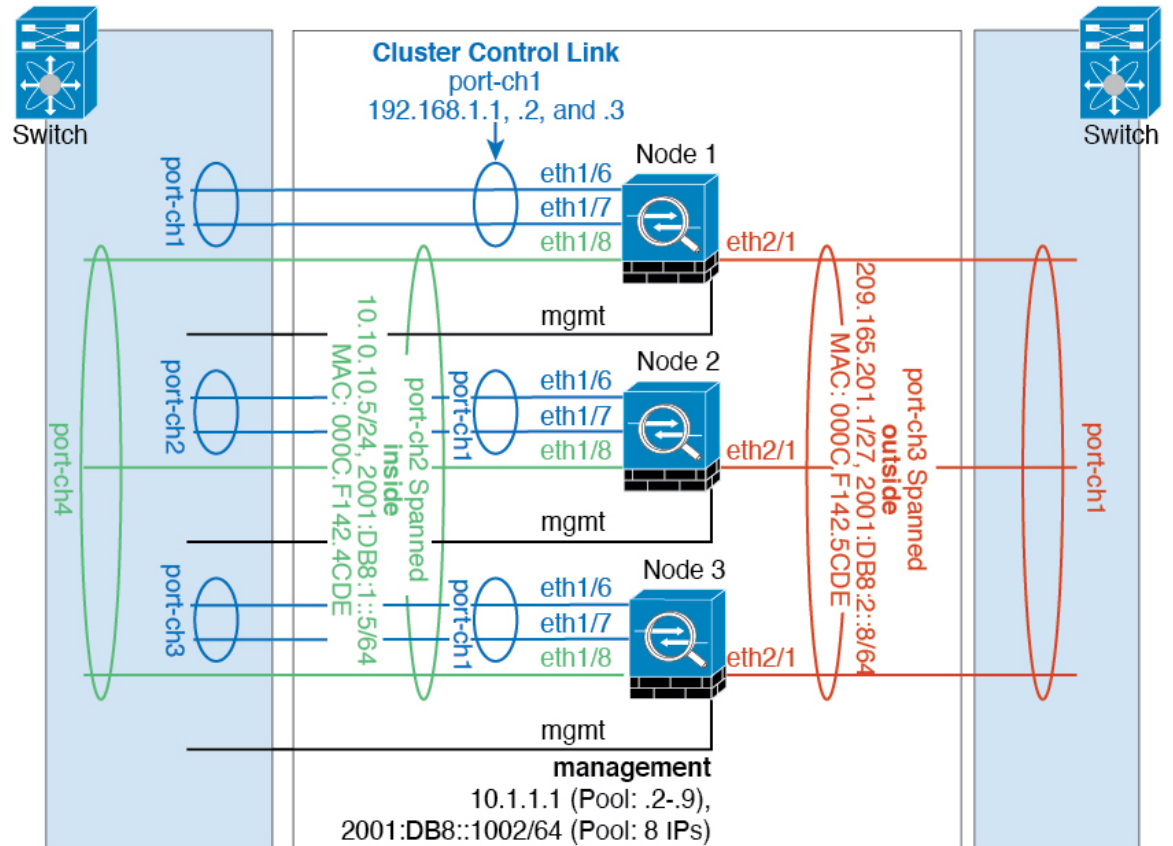 Switch
Switch
Cluster Control Link
port-ch1
192.168.1.1, .2, and .3
Node 1
port-ch1
eth1/6
eth1/7
eth1/8
eth2/1
mgmt
Node 2
port-ch2
port-ch1
eth1/6
eth1/7
eth1/8
eth2/1
mgmt
Node 3
port-ch3
port-ch1
eth1/6
eth1/7
eth1/8
eth2/1
mgmt
port-ch4
port-ch2 Spanned
inside
10.10.10.5/24, 2001:DB8:1::5/64
MAC: 000C.F142.4CDE
port-ch3 Spanned
outside
209.165.201.1/27, 2001:DB8:2::8/64
MAC: 000C.F142.5CDE
port-ch1
management
10.1.1.1 (Pool: .2-.9),
2001:DB8::1002/64 (Pool: 8 IPs)